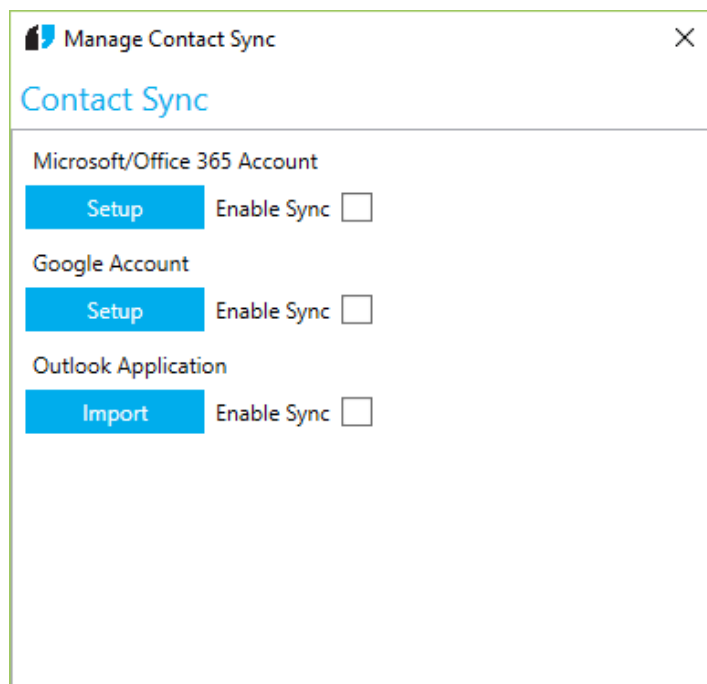 Manage Contact Sync
Contact Sync
Microsoft/Office 365 Account
Setup Enable Sync
Google Account
Setup Enable Sync
Outlook Application
Import Enable Sync